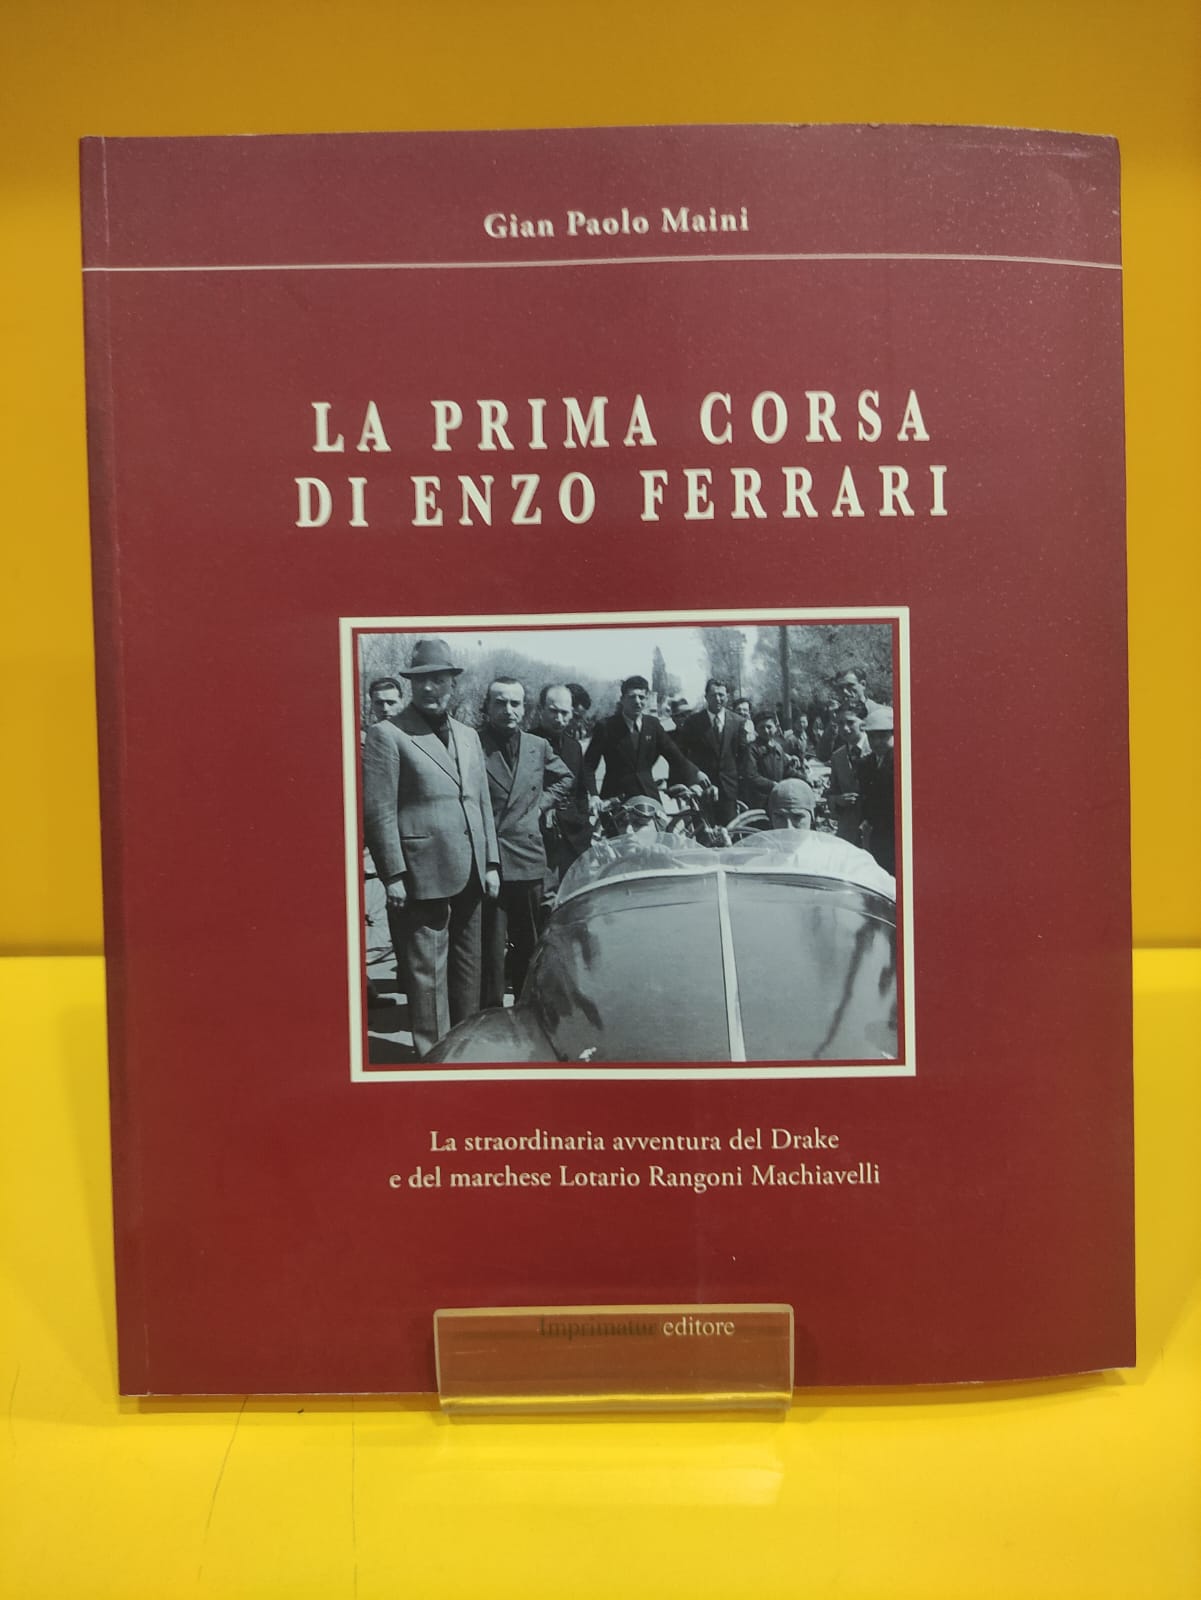 Gian Paolo Maini
LA PRIMA CORSA
DI ENZO FERRARI
La straordinaria avventura del Drake
e del marchese Lotario Rangoni Machiavelli
Imprimatur editore